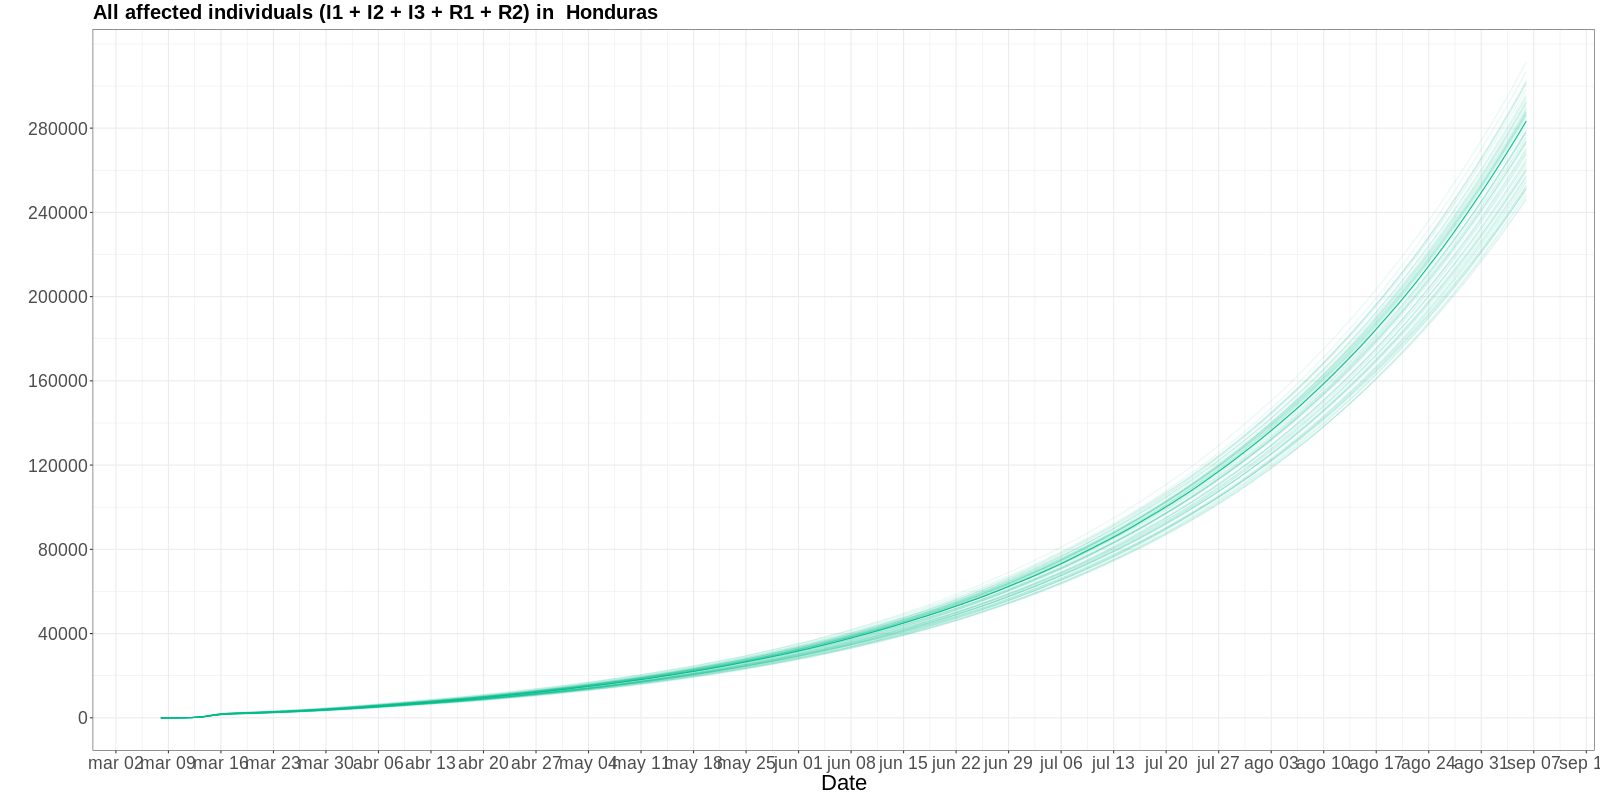 All affected individuals (I1 + I2 + I3 + R1 + R2) in  Honduras
280000
240000
200000
160000
120000
80000
40000
0
mar 02 mar 09 mar 16 mar 23 mar 30 abr 06 abr 13 abr 20 abr 27 may 04 may 11 may 18 may 25 jun 01 jun 08 jun 15 jun 22 jun 29 jul 06 jul 13 jul 20 jul 27 ago 03 ago 10 ago 17 ago 24 ago 31 sep 07 sep 1
Date